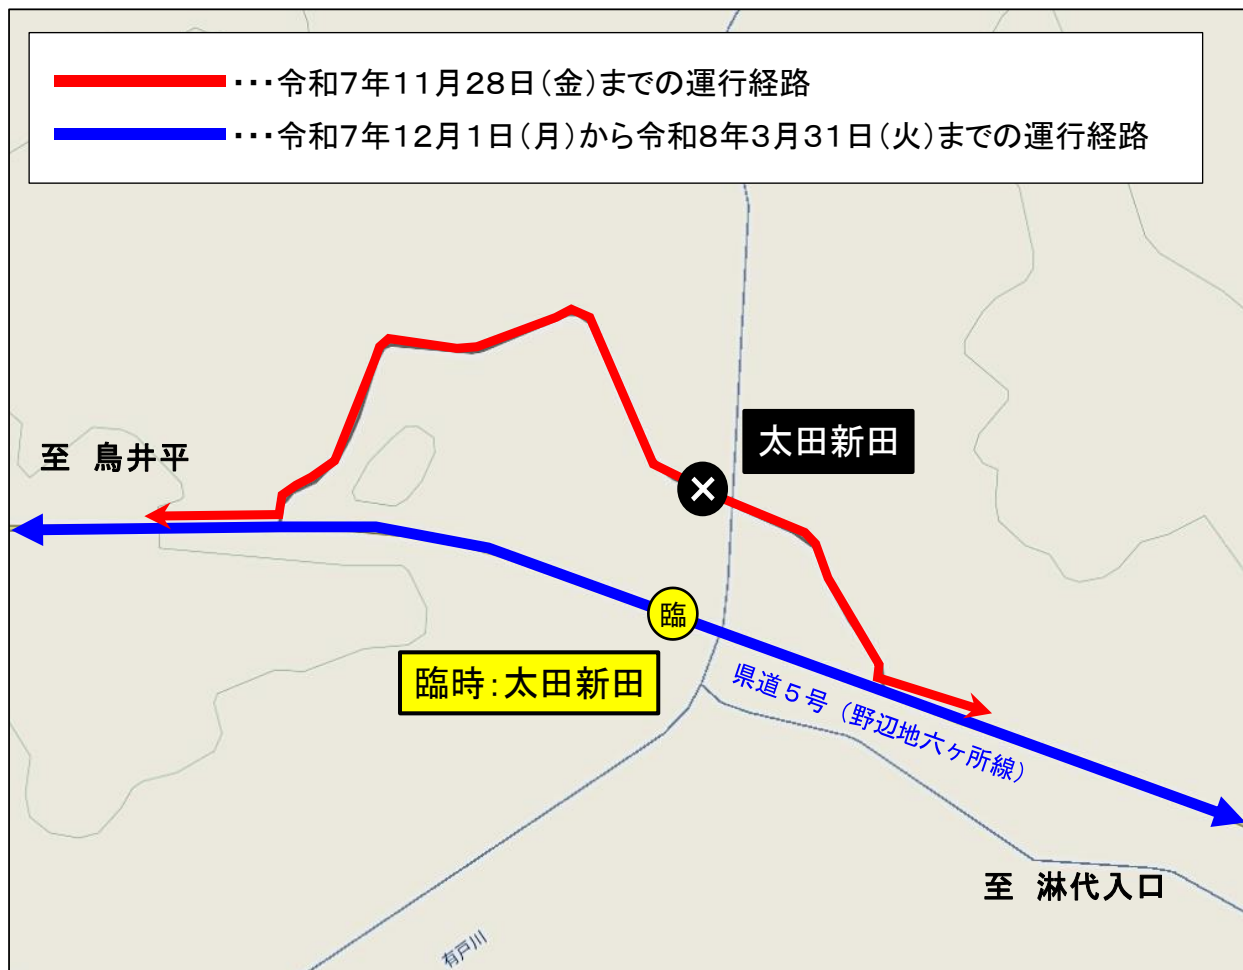 ･･･令和7年11月28日(金)までの運行経路
･･･令和7年12月1日(月)から令和8年3月31日(火)までの運行経路
太田新田
至　鳥井平
臨
臨時:太田新田
県道５号（野辺地六ヶ所線）
至　淋代入口
有戸川